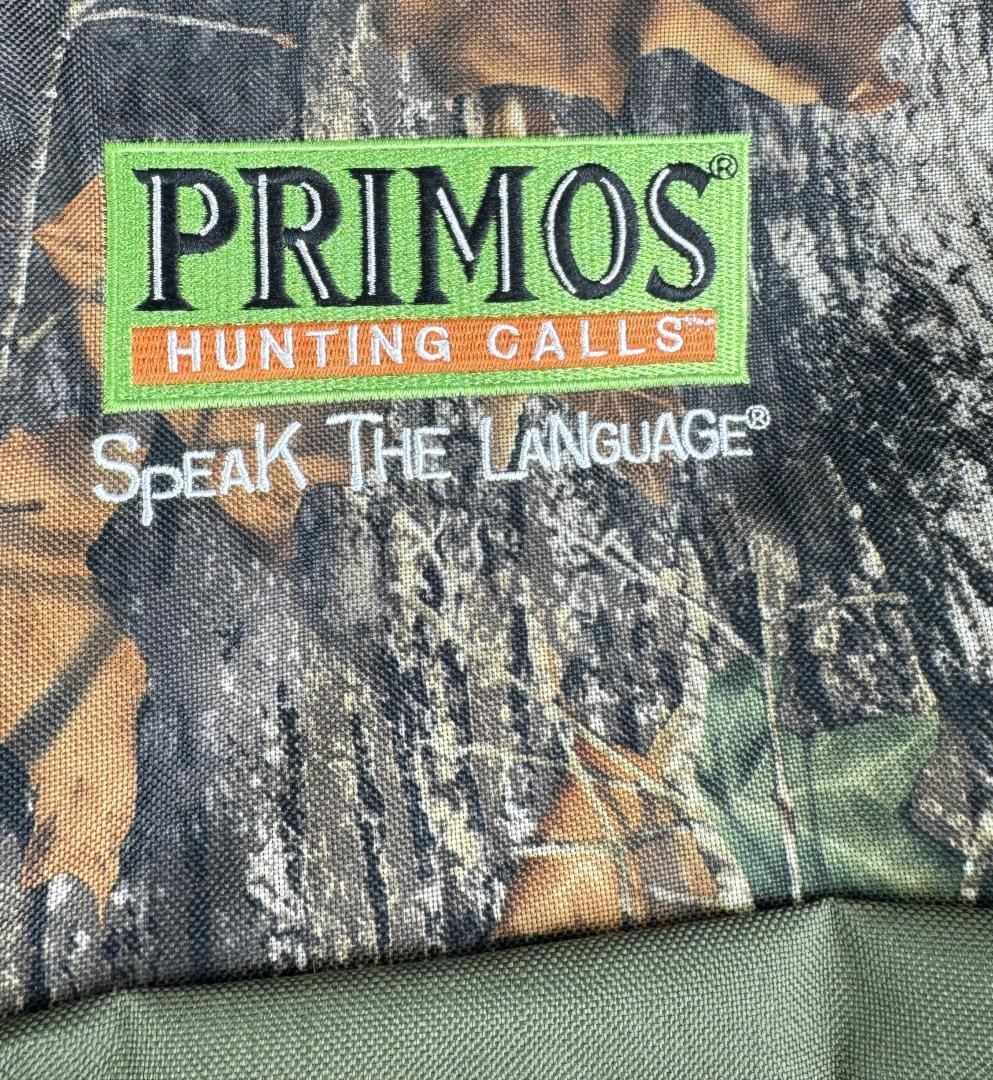 PRIMOS®
HUNTING CALLS™
SpEAK THE LANGUAGE®